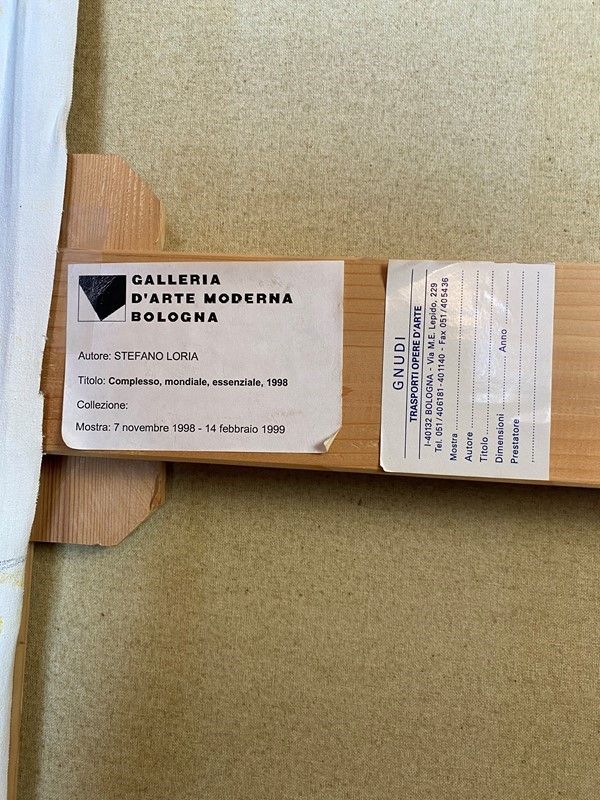 GALLERIA
D'ARTE MODERNA
BOLOGNA
Autore: STEFANO LORIA
Titolo: Complesso, mondiale, essenziale, 1998
Collezione:
Mostra: 7 novembre 1998 - 14 febbraio 1999
GNUDI
TRASPORTI OPERE D'ARTE
I-40132 BOLOGNA - Via M.E. Lepido, 229
Tel. 051/406181-401140 - Fax 051/405436
Mostra
Autore
Titolo
Dimensioni Anno
Prestatore